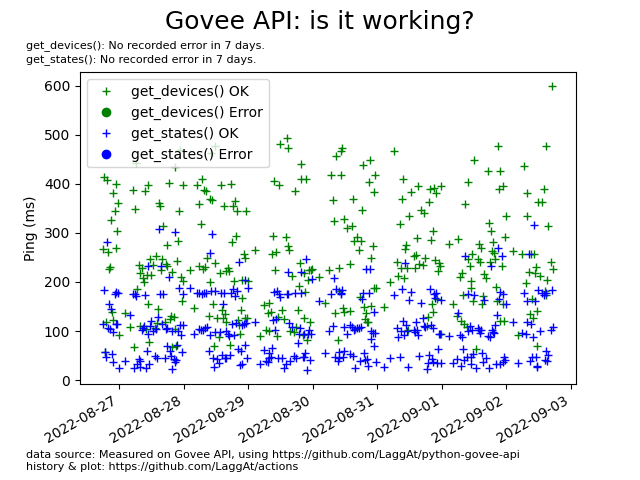 Govee API: is it working?
get_devices(): No recorded error in 7 days.
get_states(): No recorded error in 7 days.
get_devices() OK
get_devices() Error
get_states() OK
get_states() Error
Ping (ms)
600
500
400
300
200
100
0
2022-08-27
2022-08-28
2022-08-29
2022-08-30
2022-08-31
2022-09-01
2022-09-02
2022-09-03
data source: Measured on Govee API, using https://github.com/LaggAt/python-govee-api
history & plot: https://github.com/LaggAt/actions